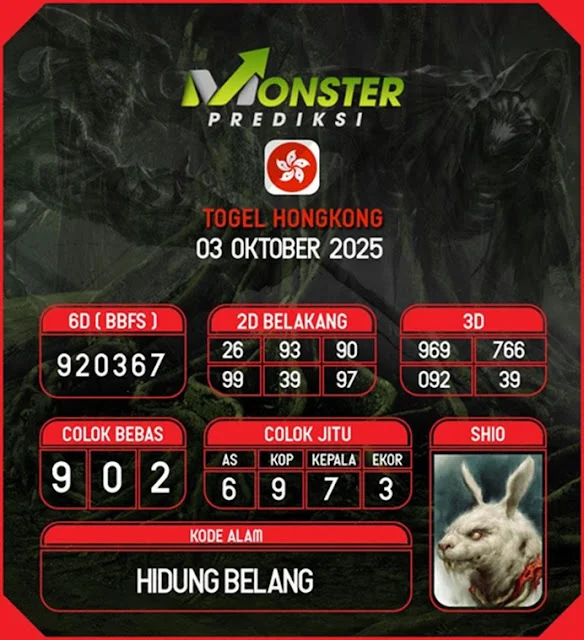 MONSTER
PREDIKSI
TOGEL HONGKONG
03 OKTOBER 2025
6D ( BBFS )
920367
2D BELAKANG
26 93 90
99 39 97
3D
969 766
092 39
COLOK BEBAS
9 0 2
COLOK JITU
AS KOP KEPALA EKOR
6 9 7 3
SHIO
KODE ALAM
HIDUNG BELANG